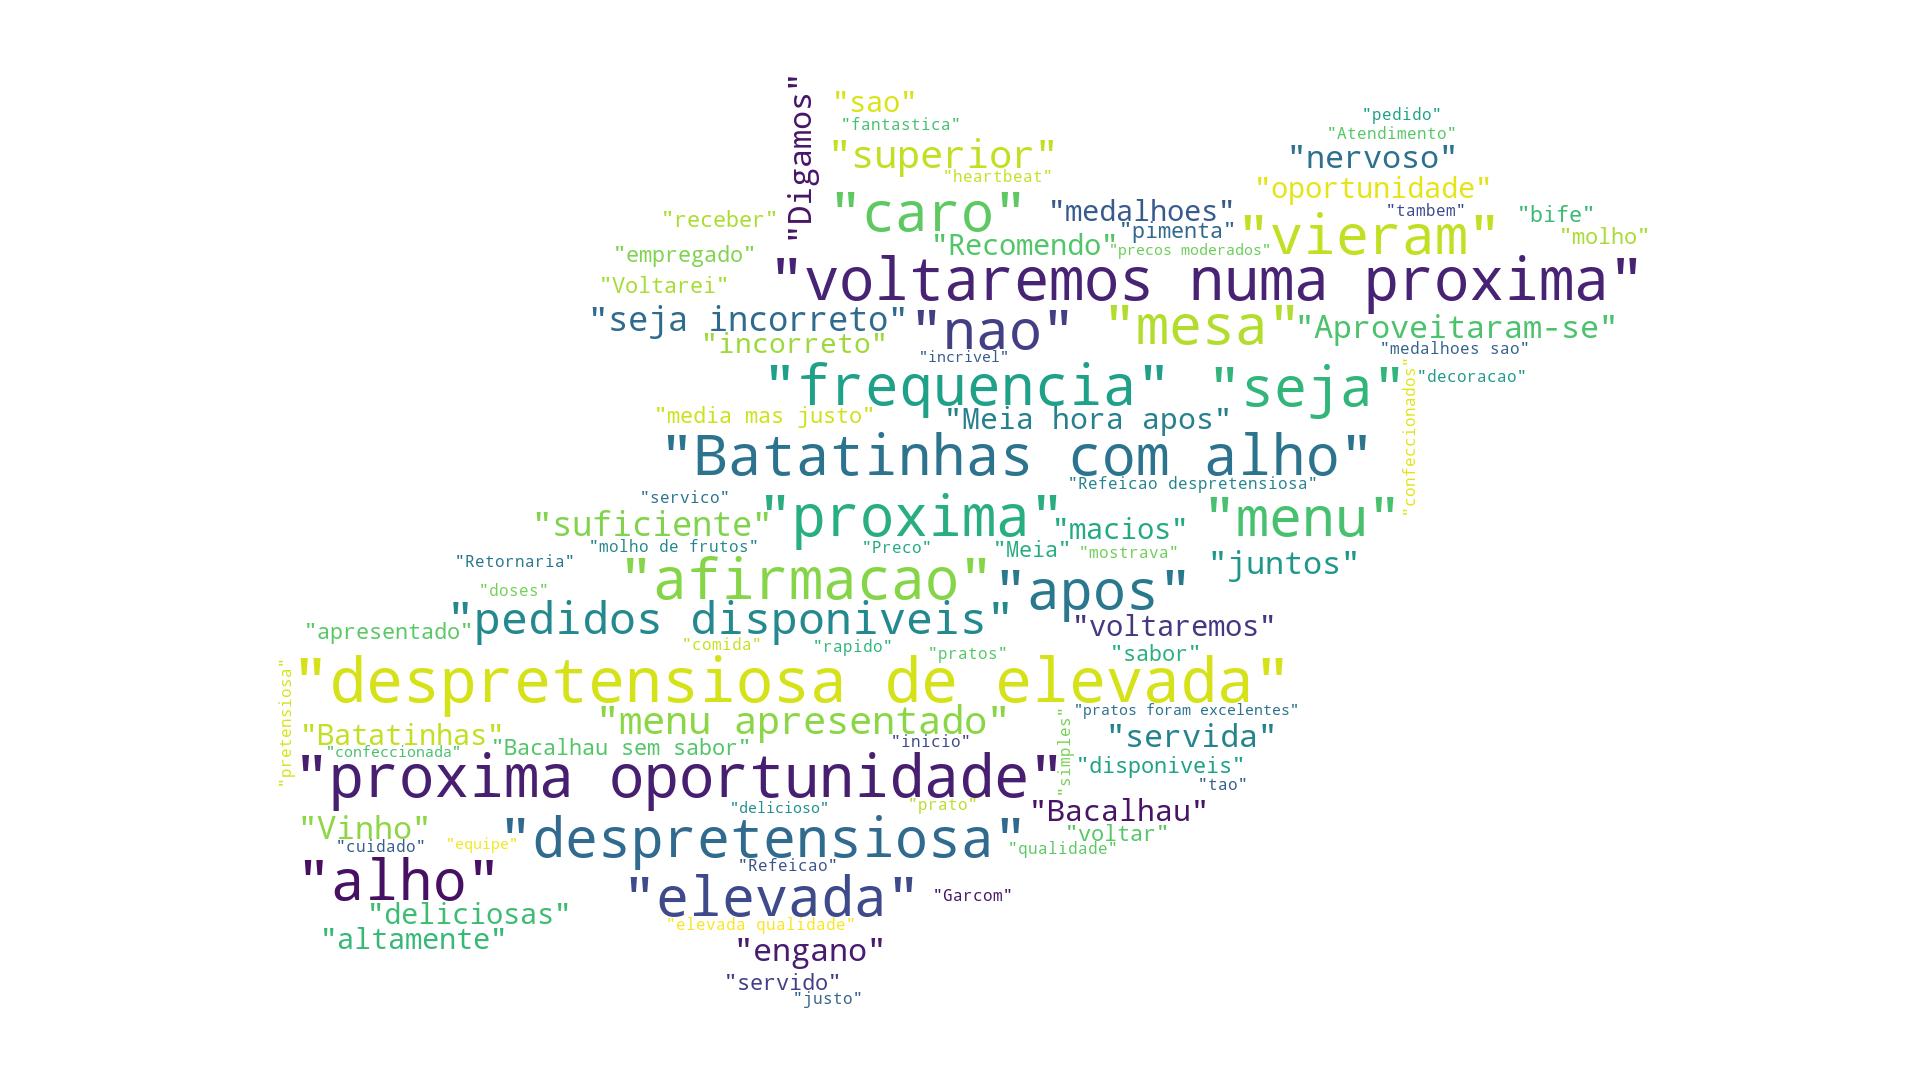 "Digamos"
"sao"
"fantastica"
"pedido"
"Atendimento"
"superior"
"nervoso"
"heartbeat"
"oportunidade"
"receber"
"caro"
"medalhoes"
"tambem"
"bife"
"pimenta"
"vieram"
"molho"
"empregado"
"Recomendo"
"precos moderados"
"Voltarei"
"voltaremos numa proxima"
"seja incorreto"
"nao"
"mesa"
"Aproveitaram-se"
"incorreto"
"incrivel"
"medalhoes sao"
"frequencia"
"seja"
"decoracao"
"confeccionados"
"media mas justo"
"Meia hora apos"
"Batatinhas com alho"
"Refeicao despretensiosa"
"servico"
"suficiente"
"proxima"
"macios"
"menu"
"molho de frutos"
"Preco"
"Meia"
"mostrava"
"Retornaria"
"juntos"
"afirmacao"
"apos"
"doses"
"pedidos disponiveis"
"apresentado"
"voltaremos"
"comida"
"rapido"
"pratos"
"sabor"
"pretensiosa"
"despretensiosa de elevada"
"pratos foram excelentes"
"Batatinhas"
"menu apresentado"
"servida"
"confeccionada"
"Bacalhau sem sabor"
"inicio"
"simples"
"disponiveis"
"proxima oportunidade"
"tao"
"delicioso"
"prato"
"Bacalhau"
"Vinho"
"despretensiosa"
"voltar"
"cuidado"
"equipe"
"qualidade"
"Refeicao"
"alho"
"elevada"
"Garcom"
"deliciosas"
"elevada qualidade"
"altamente"
"engano"
"servido"
"justo"